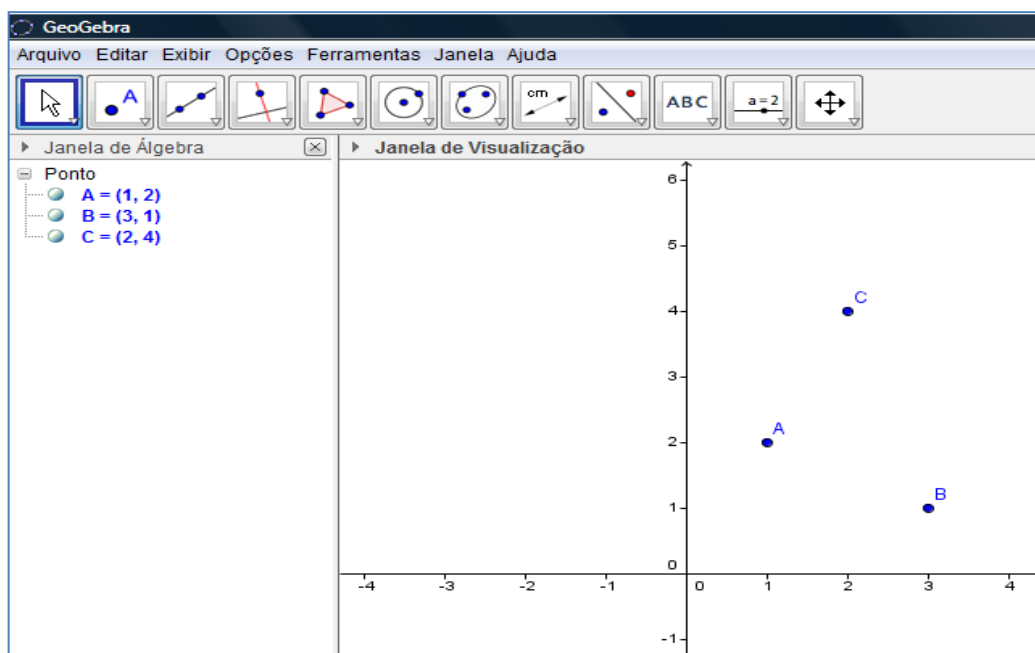 GeoGebra
Arquivo Editar Exibir Opções Ferramentas Janela Ajuda
A
cm
ABC
a=2
Janela de Álgebra
Janela de Visualização
Ponto
A = (1, 2)
B = (3, 1)
C = (2, 4)
6
5
C
4
3
A
2
B
1
0
-4 -3 -2 -1 0 1 2 3 4
-1